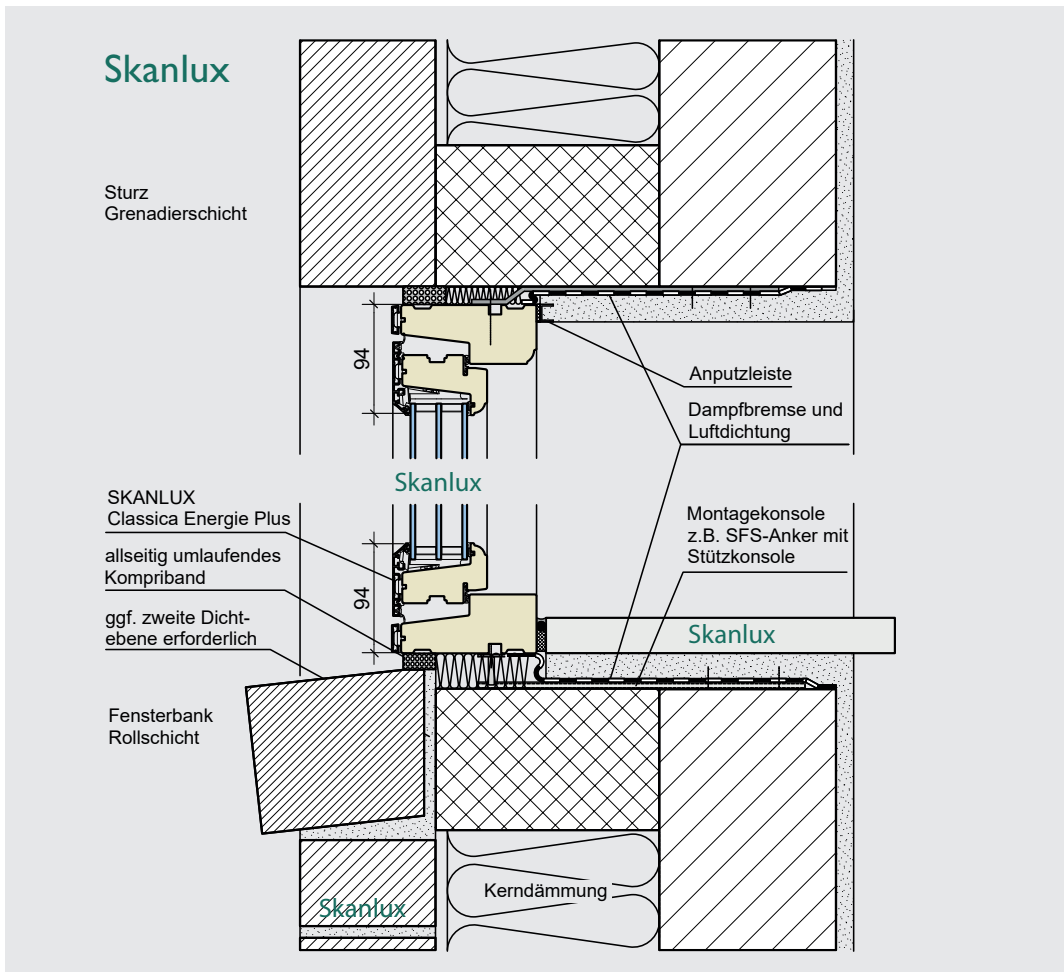 Skanlux
Sturz
Grenadierschicht
94
Anputzleiste
Dampfbremse und
Luftdichtung
Skanlux
SKANLUX
Classica Energie Plus
allseitig umlaufendes
Kompriband
ggf. zweite Dicht-
ebene erforderlich
94
Montagekonsole
z.B. SFS-Anker mit
Stützkonsole
Skanlux
Fensterbank
Rollschicht
Kerndämmung
Skanlux